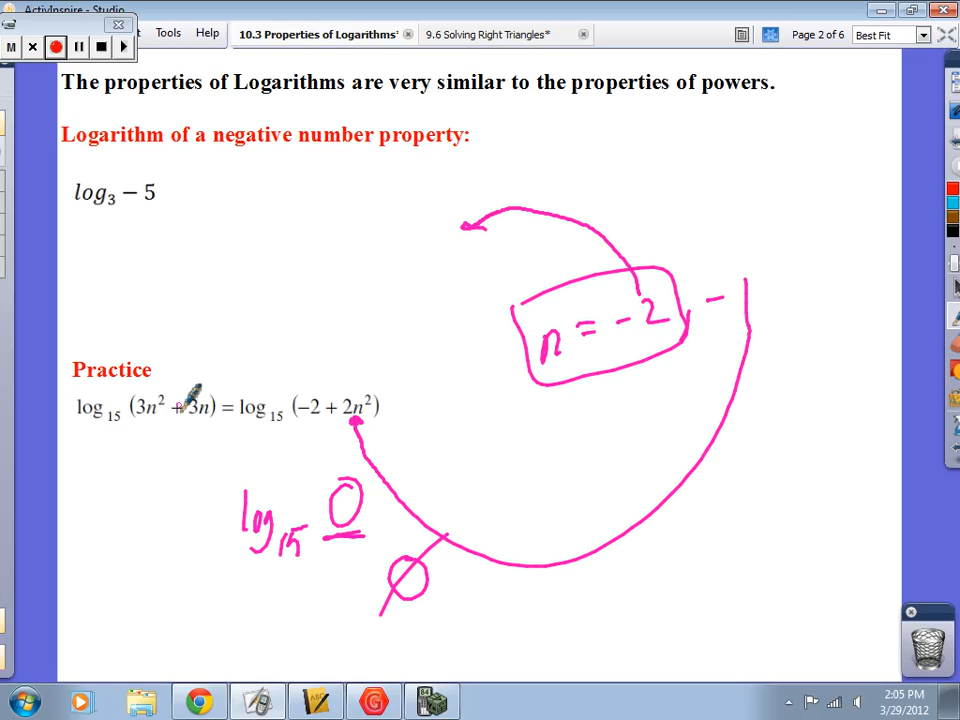 ActivInspire - Studio
M
Tools Help 10.3 Properties of Logarithms* 9.6 Solving Right Triangles* Page 2 of 6 Best Fit
The properties of Logarithms are very similar to the properties of powers.
Logarithm of a negative number property:
log₃ − 5
n = -2, -1
Practice
log ₁₅ (3n² + 3n) = log ₁₅ (−2 + 2n²)
log₁₅ 0
∅
84
2:05 PM
3/29/2012